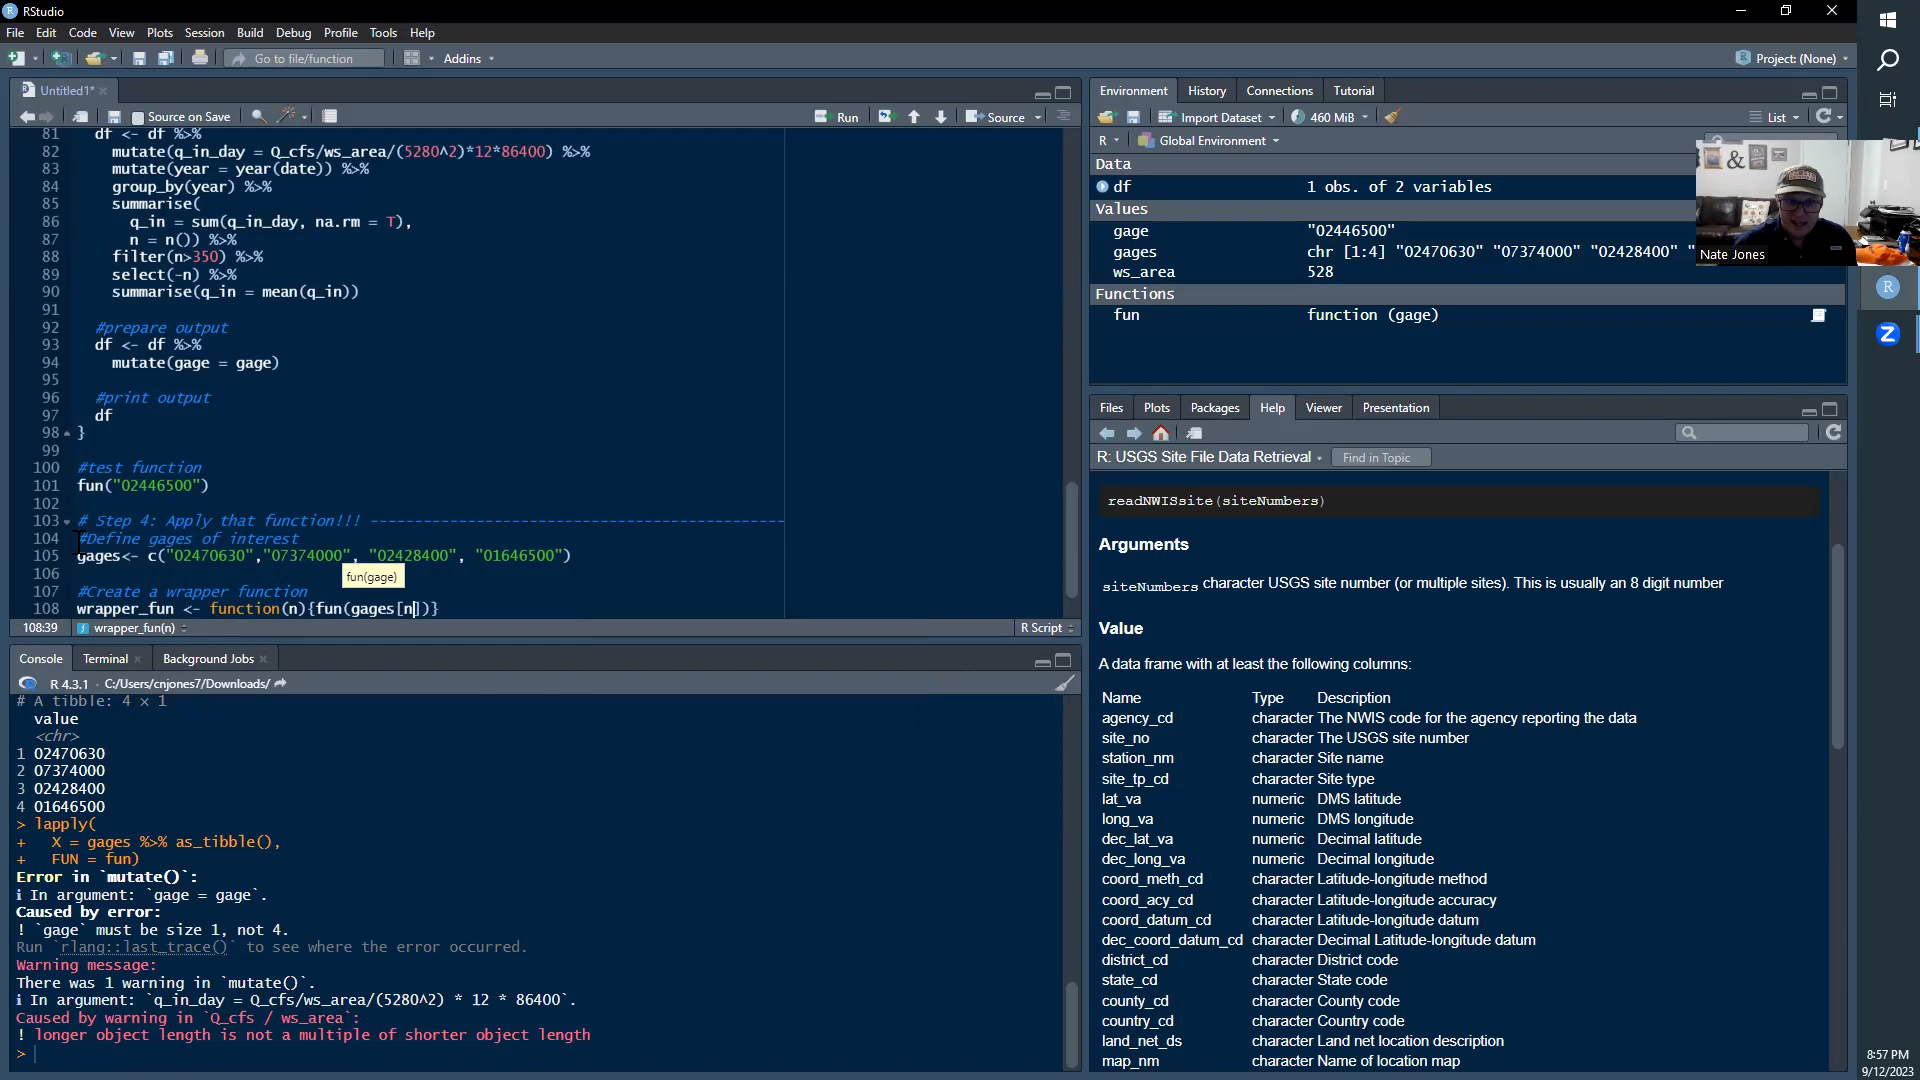 RStudio
File Edit Code View Plots Session Build Debug Profile Tools Help
Go to file/function Addins Project: (None)
Untitled1*
Source on Save Run Source
81 df <- df %>%
82 mutate(q_in_day = Q_cfs/ws_area/(5280^2)*12*86400) %>%
83 mutate(year = year(date)) %>%
84 group_by(year) %>%
85 summarise(
86 q_in = sum(q_in_day, na.rm = T),
87 n = n()) %>%
88 filter(n>350) %>%
89 select(-n) %>%
90 summarise(q_in = mean(q_in))
91
92 #prepare output
93 df <- df %>%
94 mutate(gage = gage)
95
96 #print output
97 df
98 }
99
100 #test function
101 fun("02446500")
102
103 # Step 4: Apply that function!!! -----------------------------------------------
104 #Define gages of interest
105 gages<- c("02470630","07374000", "02428400", "01646500")
106
fun(gage)
107 #Create a wrapper function
108 wrapper_fun <- function(n){fun(gages[n])}
108:39 wrapper_fun(n) R Script
Console Terminal Background Jobs
R 4.3.1 · C:/Users/cnjones7/Downloads/
# A tibble: 4 × 1
value
<chr>
1 02470630
2 07374000
3 02428400
4 01646500
> lapply(
+ X = gages %>% as_tibble(),
+ FUN = fun)
Error in `mutate()`:
ℹ In argument: `gage = gage`.
Caused by error:
! `gage` must be size 1, not 4.
Run `rlang::last_trace()` to see where the error occurred.
Warning message:
There was 1 warning in `mutate()`.
ℹ In argument: `q_in_day = Q_cfs/ws_area/(5280^2) * 12 * 86400`.
Caused by warning in `Q_cfs / ws_area`:
! longer object length is not a multiple of shorter object length
>
Environment History Connections Tutorial
Import Dataset 460 MiB List
R Global Environment
Data
df 1 obs. of 2 variables
Values
gage "02446500"
gages chr [1:4] "02470630" "07374000" "02428400" "
ws_area 528
Functions
fun function (gage)
&
Nate Jones
Files Plots Packages Help Viewer Presentation
R: USGS Site File Data Retrieval Find in Topic
readNWISsite(siteNumbers)
Arguments
siteNumbers character USGS site number (or multiple sites). This is usually an 8 digit number
Value
A data frame with at least the following columns:
Name Type Description
agency_cd character The NWIS code for the agency reporting the data
site_no character The USGS site number
station_nm character Site name
site_tp_cd character Site type
lat_va numeric DMS latitude
long_va numeric DMS longitude
dec_lat_va numeric Decimal latitude
dec_long_va numeric Decimal longitude
coord_meth_cd character Latitude-longitude method
coord_acy_cd character Latitude-longitude accuracy
coord_datum_cd character Latitude-longitude datum
dec_coord_datum_cd character Decimal Latitude-longitude datum
district_cd character District code
state_cd character State code
county_cd character County code
country_cd character Country code
land_net_ds character Land net location description
map_nm character Name of location map
R
Z
8:57 PM
9/12/2023